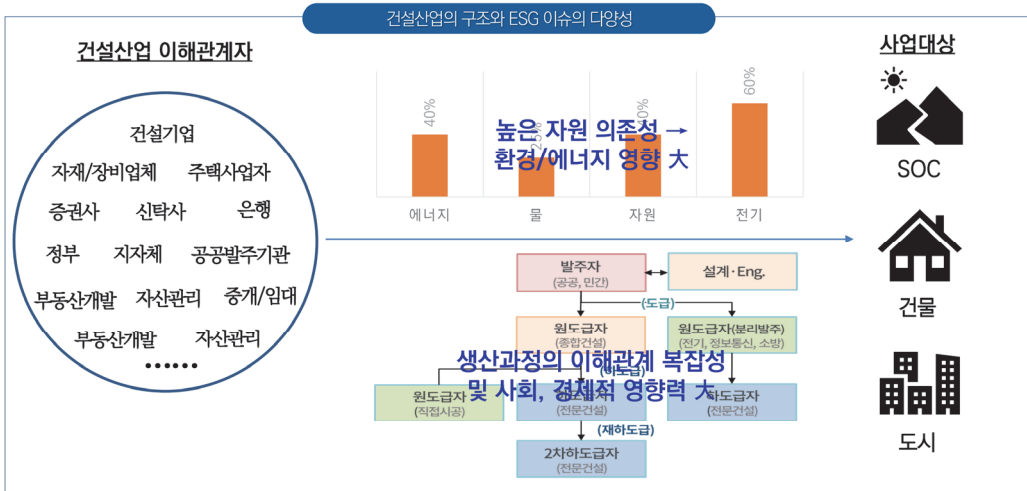 건설산업의 구조와 ESG 이슈의 다양성
건설산업 이해관계자
건설기업
자재/장비업체 주택사업자
증권사 신탁사 은행
정부 지자체 공공발주기관
부동산개발 자산관리 중개/임대
부동산개발 자산관리
••••••
40%
25%
40%
60%
높은 자원 의존성 →
환경/에너지 영향 大
에너지 물 자원 전기
발주자
(공공, 민간)
설계·Eng.
(도급)
원도급자
(종합건설)
원도급자(분리발주)
(전기, 정보통신, 소방)
생산과정의 이해관계 복잡성
및 사회, 경제적 영향력 大
(하도급)
원도급자
(직접시공)
하도급자
(전문건설)
하도급자
(전문건설)
(재하도급)
2차하도급자
(전문건설)
사업대상
SOC
건물
도시